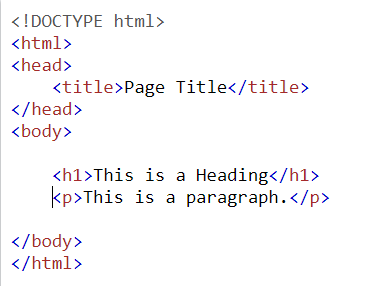 <!DOCTYPE html>
<html>
<head>
    <title>Page Title</title>
</head>
<body>

    <h1>This is a Heading</h1>
    <p>This is a paragraph.</p>

</body>
</html>